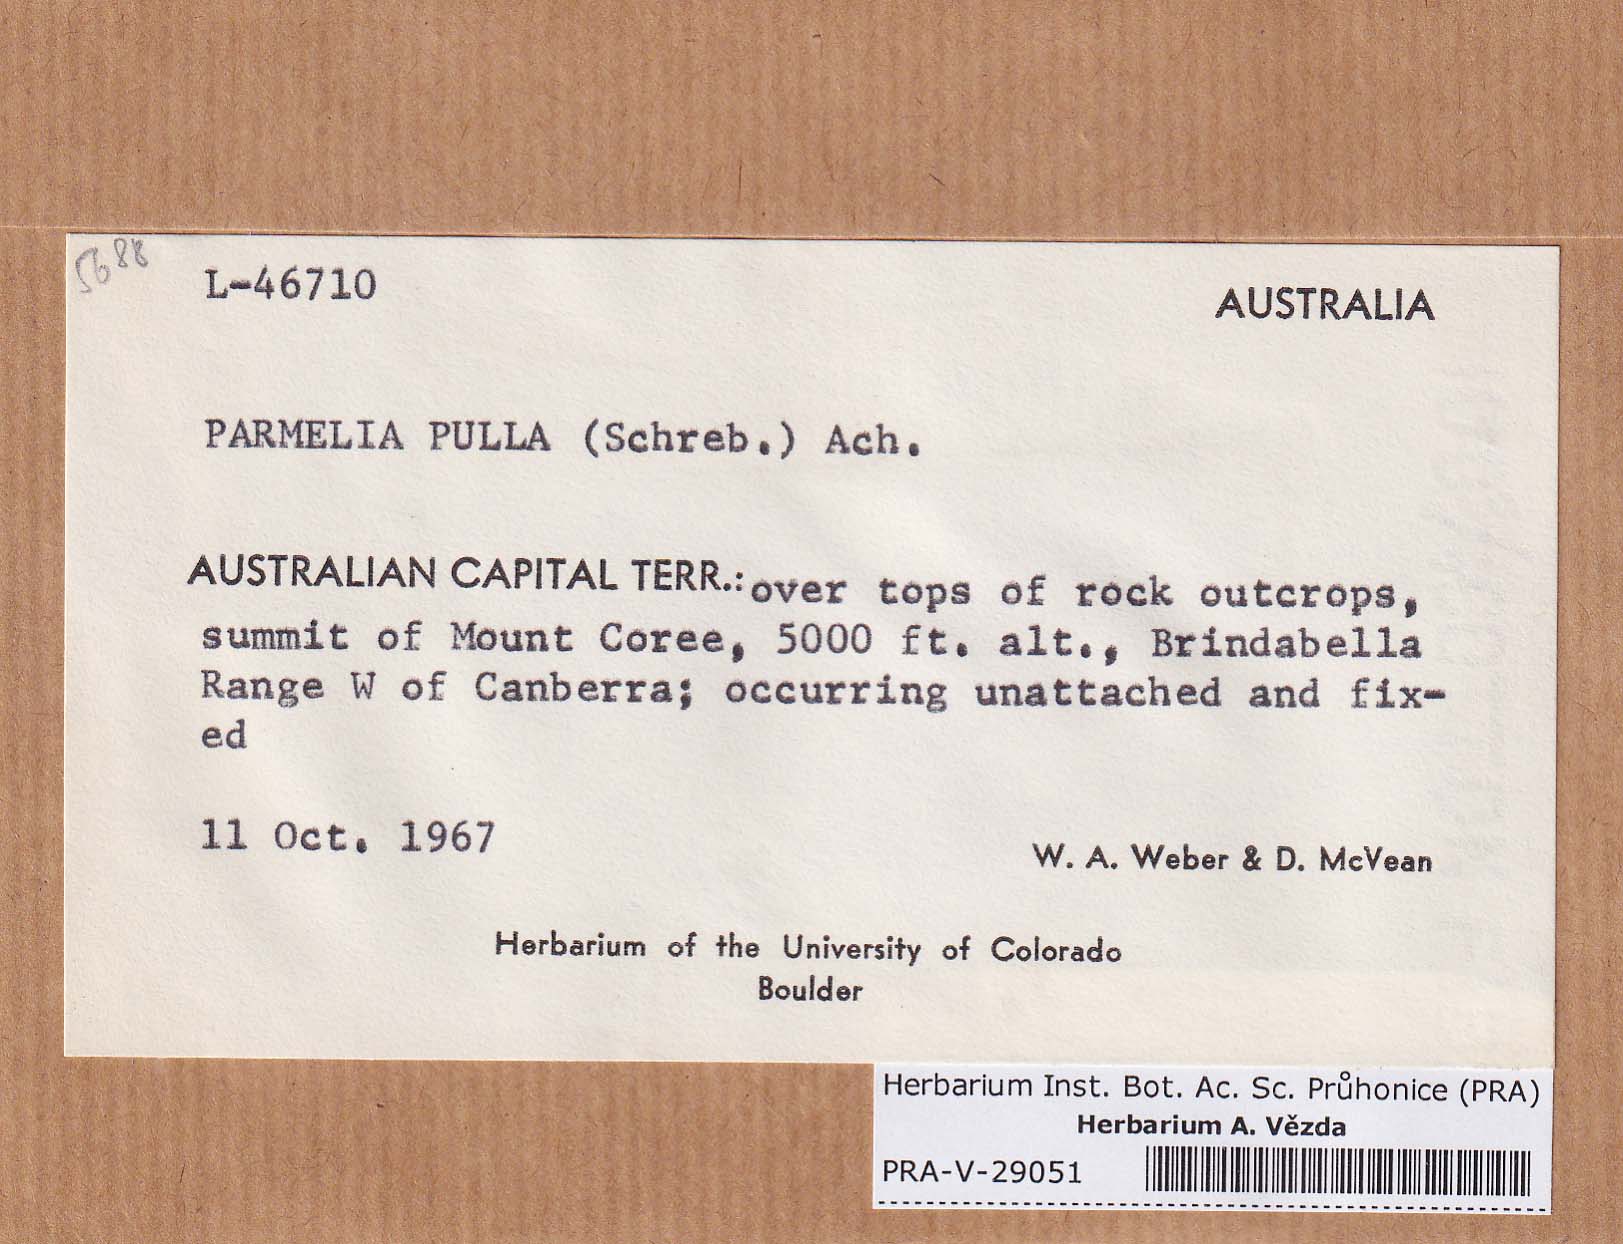 5688
L-46710
AUSTRALIA
PARMELIA PULLA (Schreb.) Ach.
AUSTRALIAN CAPITAL TERR.: over tops of rock outcrops,
summit of Mount Coree, 5000 ft. alt., Brindabella
Range W of Canberra; occurring unattached and fix-
ed
11 Oct. 1967
W. A. Weber & D. McVean
Herbarium of the University of Colorado
Boulder
Herbarium Inst. Bot. Ac. Sc. Průhonice (PRA)
Herbarium A. Vězda
PRA-V-29051